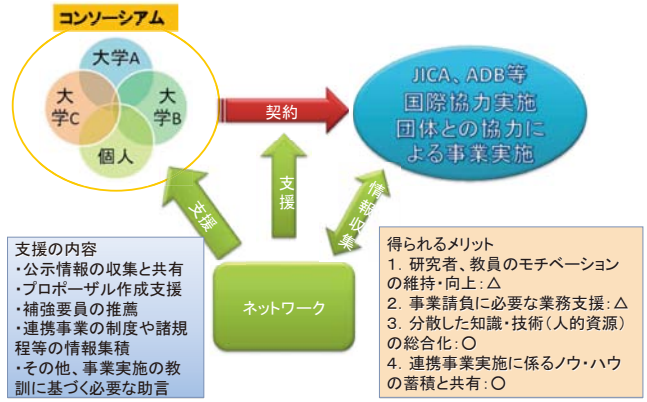 コンソーシアム
大学A
大
学C
大
学B
個人
契約
JICA、ADB等
国際協力実施
団体との協力に
よる事業実施
支援
支援
情報収集
ネットワーク
支援の内容
・公示情報の収集と共有
・プロポーザル作成支援
・補強要員の推薦
・連携事業の制度や諸規
程等の情報集積
・その他、事業実施の教
訓に基づく必要な助言
得られるメリット
1．研究者、教員のモチベーション
の維持・向上：△
2．事業請負に必要な業務支援：△
3．分散した知識・技術（人的資源）
の総合化：○
4．連携事業実施に係るノウ・ハウ
の蓄積と共有：○